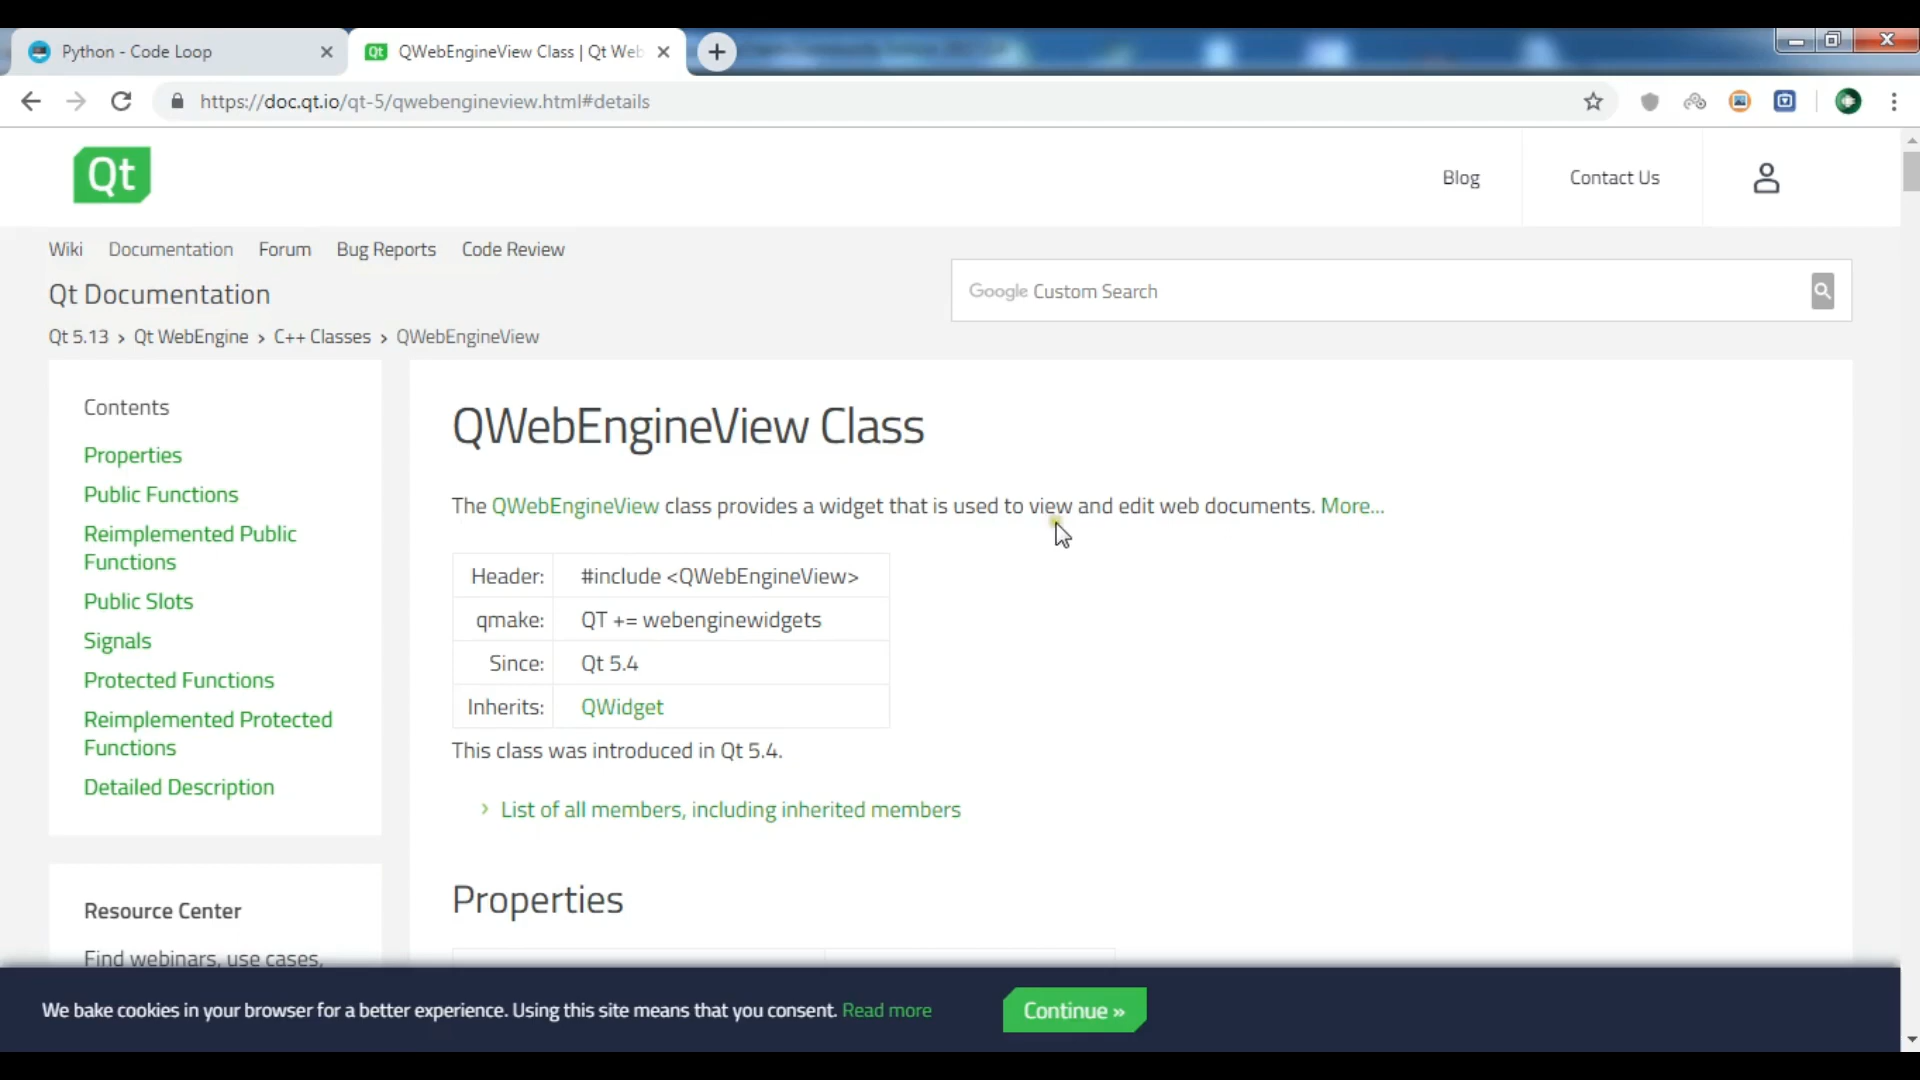 Python - Code Loop
Qt QWebEngineView Class | Qt Web
https://doc.qt.io/qt-5/qwebengineview.html#details
Qt
Blog
Contact Us
Wiki Documentation Forum Bug Reports Code Review
Qt Documentation
Google Custom Search
Qt 5.13 › Qt WebEngine › C++ Classes › QWebEngineView
Contents
Properties
Public Functions
Reimplemented Public
Functions
Public Slots
Signals
Protected Functions
Reimplemented Protected
Functions
Detailed Description
Resource Center
Find webinars, use cases,
QWebEngineView Class
The QWebEngineView class provides a widget that is used to view and edit web documents. More...
Header: #include <QWebEngineView>
qmake: QT += webenginewidgets
Since: Qt 5.4
Inherits: QWidget
This class was introduced in Qt 5.4.
› List of all members, including inherited members
Properties
We bake cookies in your browser for a better experience. Using this site means that you consent. Read more
Continue »